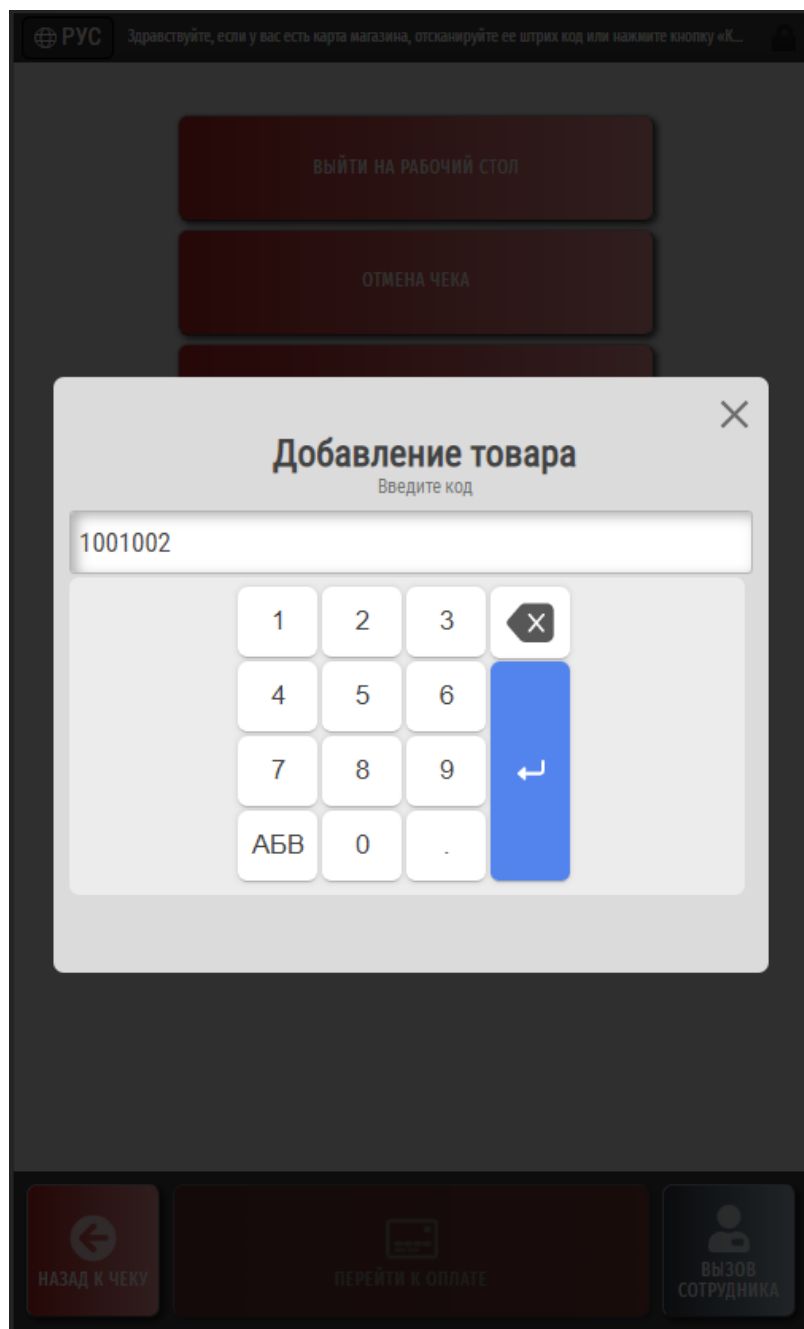 РУС
Здравствуйте, если у вас есть карта магазина, отсканируйте ее штрих код или нажмите кнопку «К...
ВЫЙТИ НА РАБОЧИЙ СТОЛ
ОТМЕНА ЧЕКА
Добавление товара
Введите код
1001002
1 2 3
4 5 6
7 8 9
АБВ 0 .
НАЗАД К ЧЕКУ
ПЕРЕЙТИ К ОПЛАТЕ
ВЫЗОВ
СОТРУДНИКА